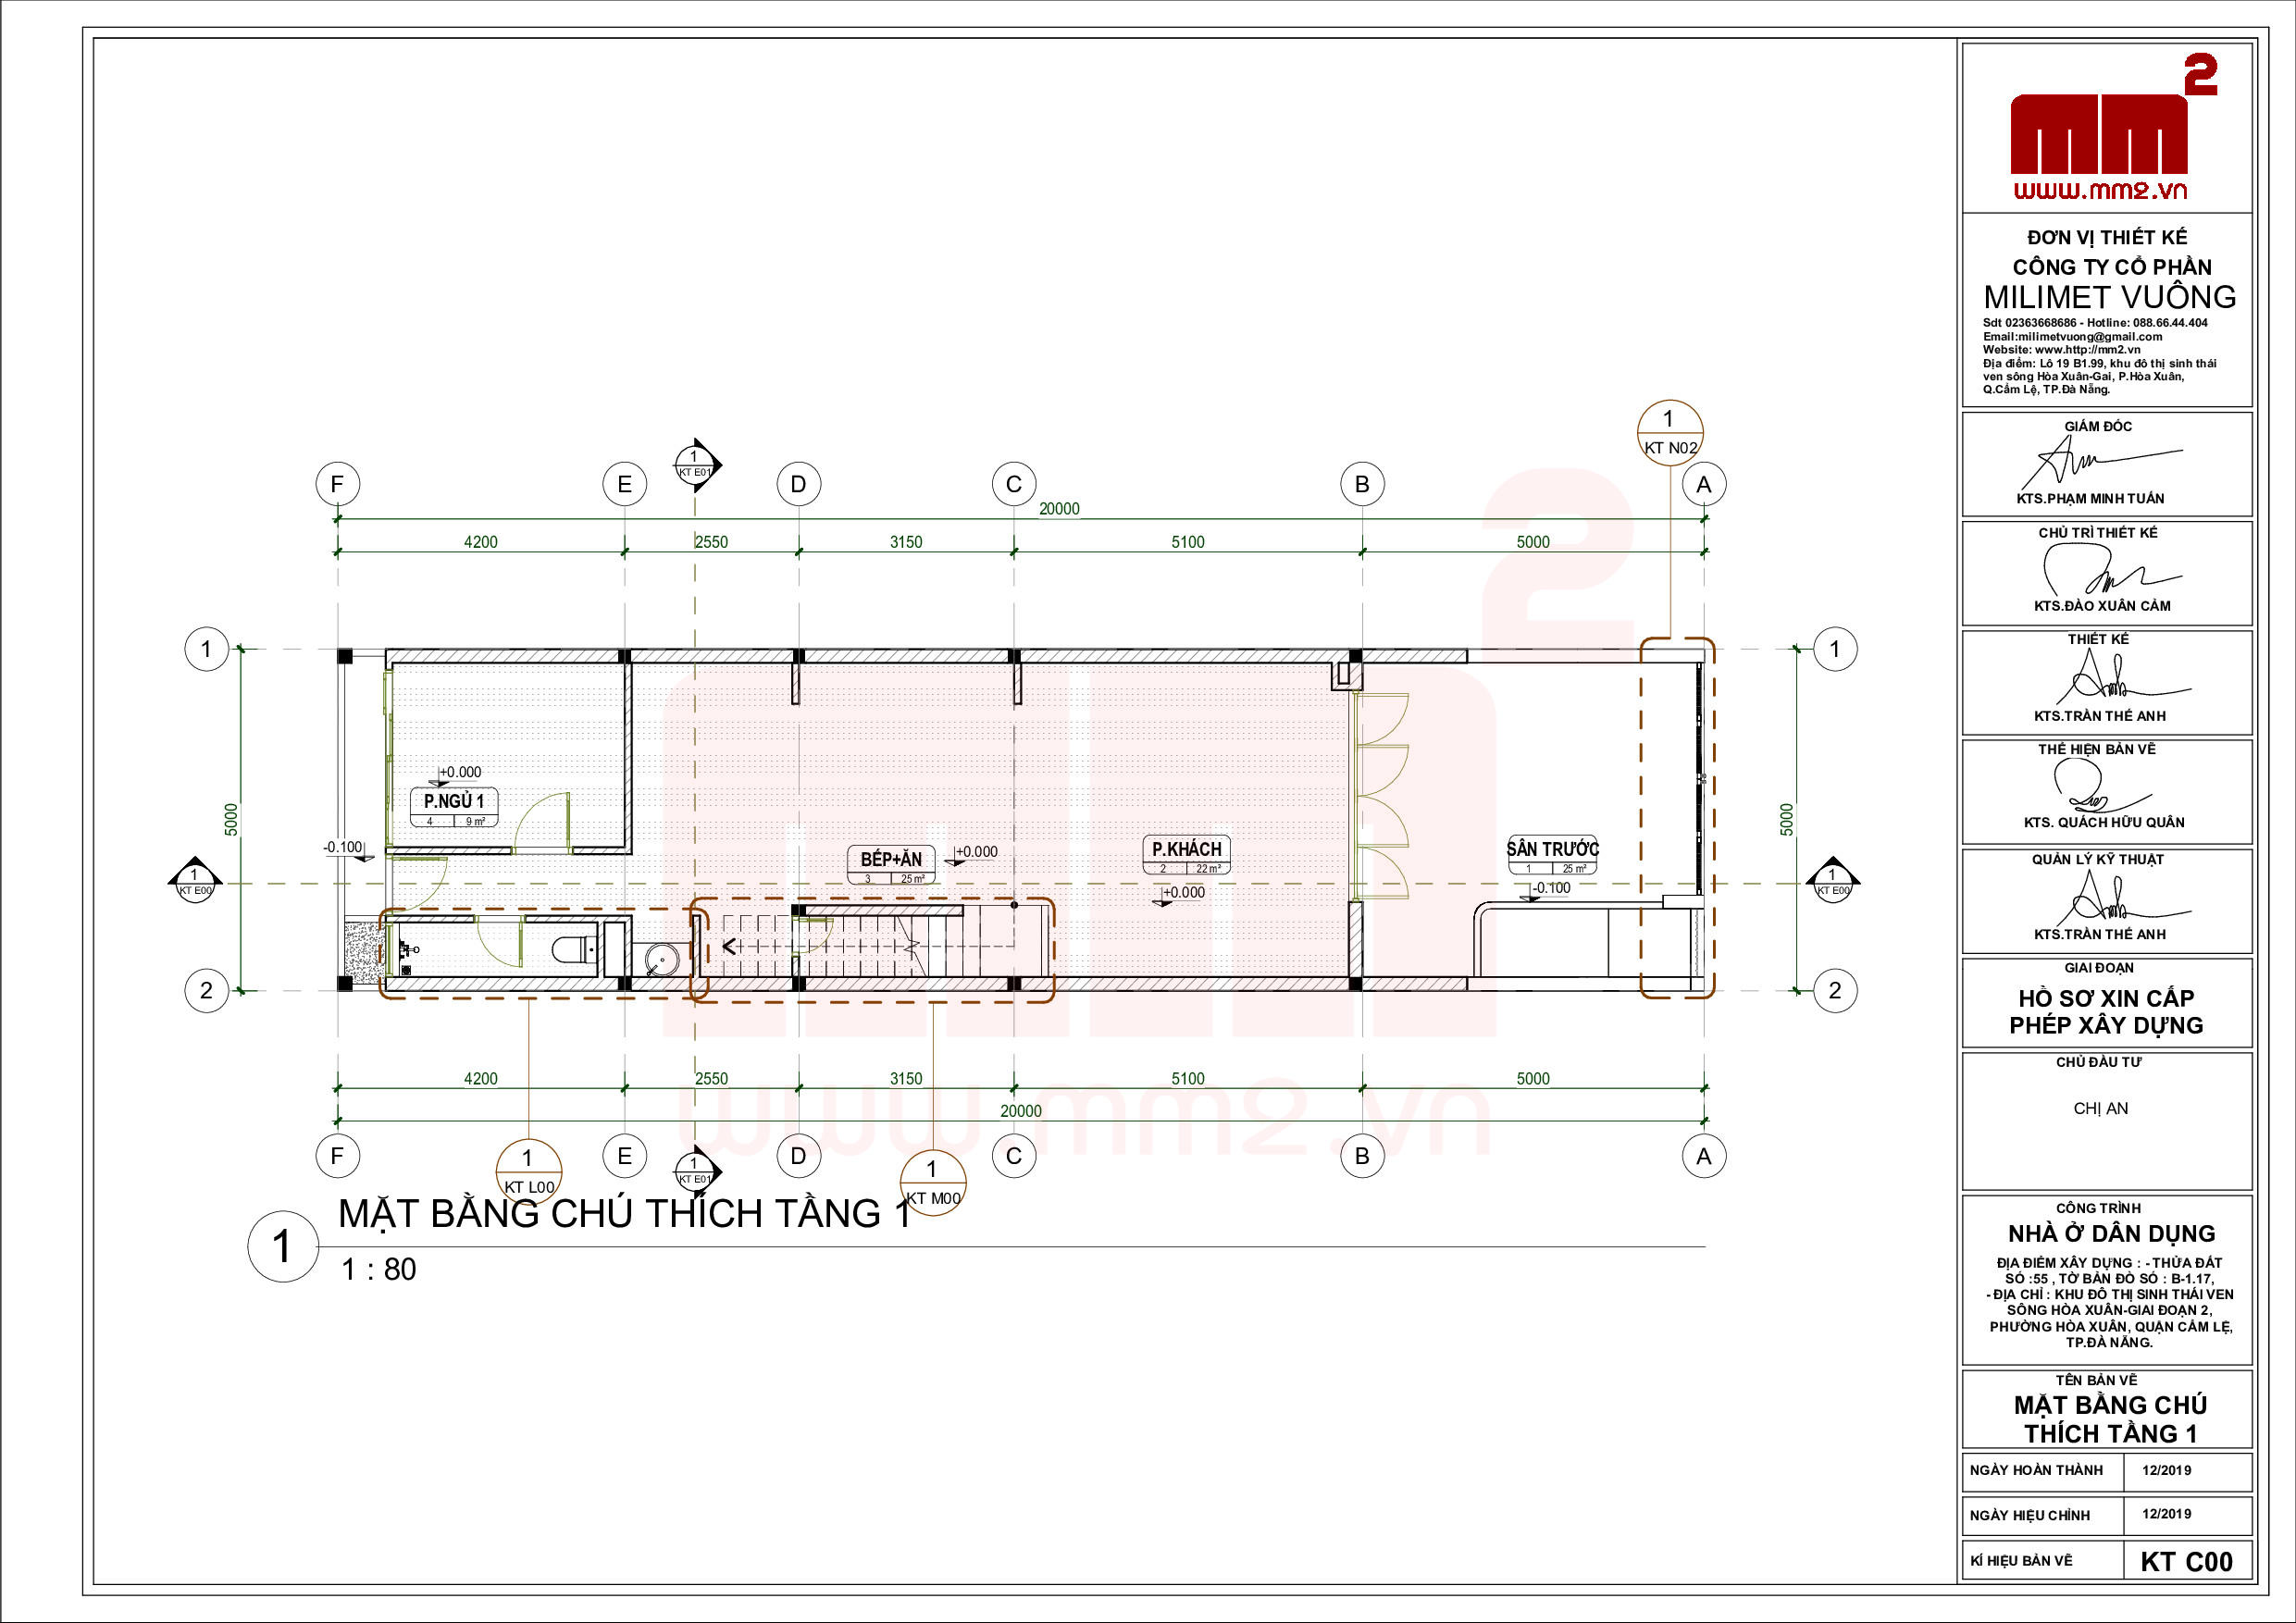 1
KT N02
F
E
1
KT E01
D
C
B
A
20000
4200
2550
3150
5100
5000
1
1
+0.000
P.NGỦ 1
4
9 m²
5000
5000
-0.100
BÉP+ĂN
3
25 m²
+0.000
P.KHÁCH
2
22 m²
+0.000
SÂN TRƯỚC
1
25 m²
-0.100
1
KT E00
1
KT E00
2
2
4200
2550
3150
5100
5000
20000
F
E
D
C
B
A
1
KT L00
1
KT E01
1
KT M00
1
MẶT BẰNG CHÚ THÍCH TẦNG 1
1 : 80
mm2
www.mm2.vn
mm2
www.mm2.vn
ĐƠN VỊ THIẾT KẾ
CÔNG TY CỔ PHẦN
MILIMET VUÔNG
Sdt 02363668686 - Hotline: 088.66.44.404
Email:milimetvuong@gmail.com
Website: www.http://mm2.vn
Địa điểm: Lô 19 B1.99, khu đô thị sinh thái
ven sông Hòa Xuân-Gai, P.Hòa Xuân,
Q.Cẩm Lệ, TP.Đà Nẵng.
GIÁM ĐỐC
KTS.PHẠM MINH TUẤN
CHỦ TRÌ THIẾT KẾ
KTS.ĐÀO XUÂN CẢM
THIẾT KẾ
KTS.TRẦN THẾ ANH
THỂ HIỆN BẢN VẼ
KTS. QUÁCH HỮU QUÂN
QUẢN LÝ KỸ THUẬT
KTS.TRẦN THẾ ANH
GIAI ĐOẠN
HỒ SƠ XIN CẤP
PHÉP XÂY DỰNG
CHỦ ĐẦU TƯ
CHỊ AN
CÔNG TRÌNH
NHÀ Ở DÂN DỤNG
ĐỊA ĐIỂM XÂY DỰNG : - THỬA ĐẤT
SỐ :55 , TỜ BẢN ĐỒ SỐ : B-1.17,
- ĐỊA CHỈ : KHU ĐÔ THỊ SINH THÁI VEN
SÔNG HÒA XUÂN-GIAI ĐOẠN 2,
PHƯỜNG HÒA XUÂN, QUẬN CẨM LỆ,
TP.ĐÀ NẴNG.
TÊN BẢN VẼ
MẶT BẰNG CHÚ
THÍCH TẦNG 1
NGÀY HOÀN THÀNH 12/2019
NGÀY HIỆU CHỈNH 12/2019
KÍ HIỆU BẢN VẼ KT C00